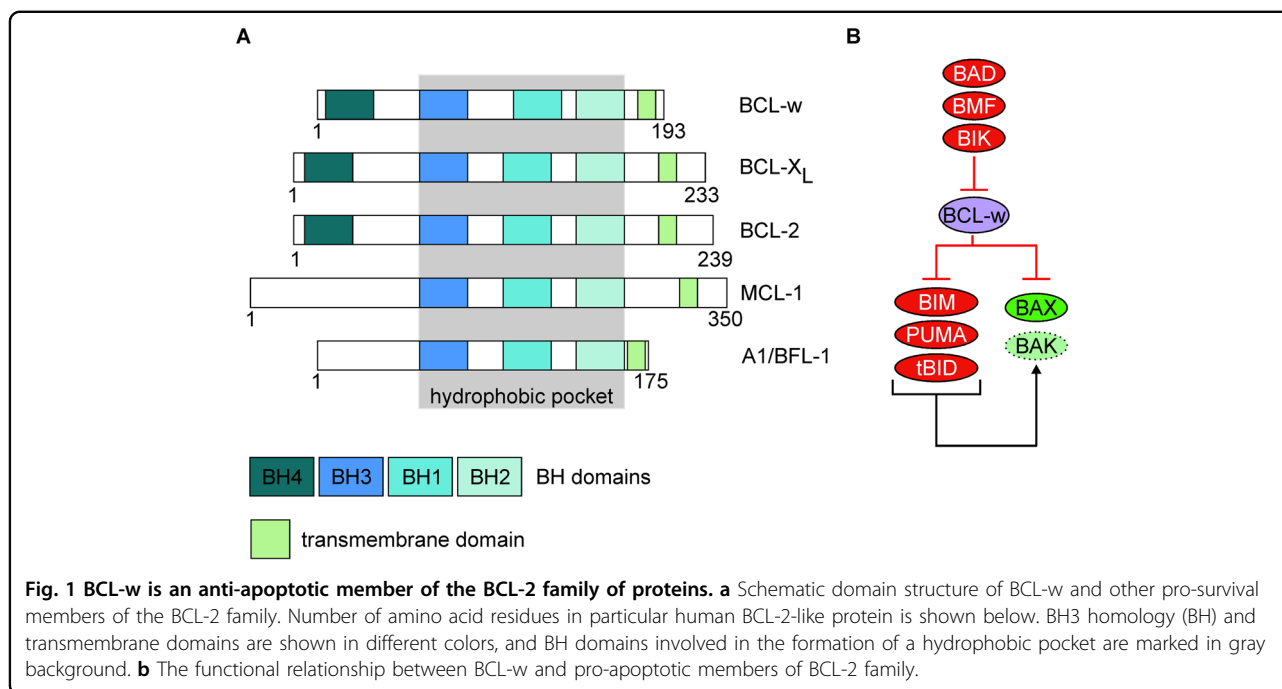 A
BCL-w
1 193
BCL-XL
1 233
BCL-2
1 239
MCL-1
1 350
A1/BFL-1
1 175
hydrophobic pocket
BH4 BH3 BH1 BH2 BH domains
transmembrane domain
B
BAD
BMF
BIK
BCL-w
BIM
PUMA
tBID
BAX
BAK
Fig. 1 BCL-w is an anti-apoptotic member of the BCL-2 family of proteins. a Schematic domain structure of BCL-w and other pro-survival
members of the BCL-2 family. Number of amino acid residues in particular human BCL-2-like protein is shown below. BH3 homology (BH) and
transmembrane domains are shown in different colors, and BH domains involved in the formation of a hydrophobic pocket are marked in gray
background. b The functional relationship between BCL-w and pro-apoptotic members of BCL-2 family.